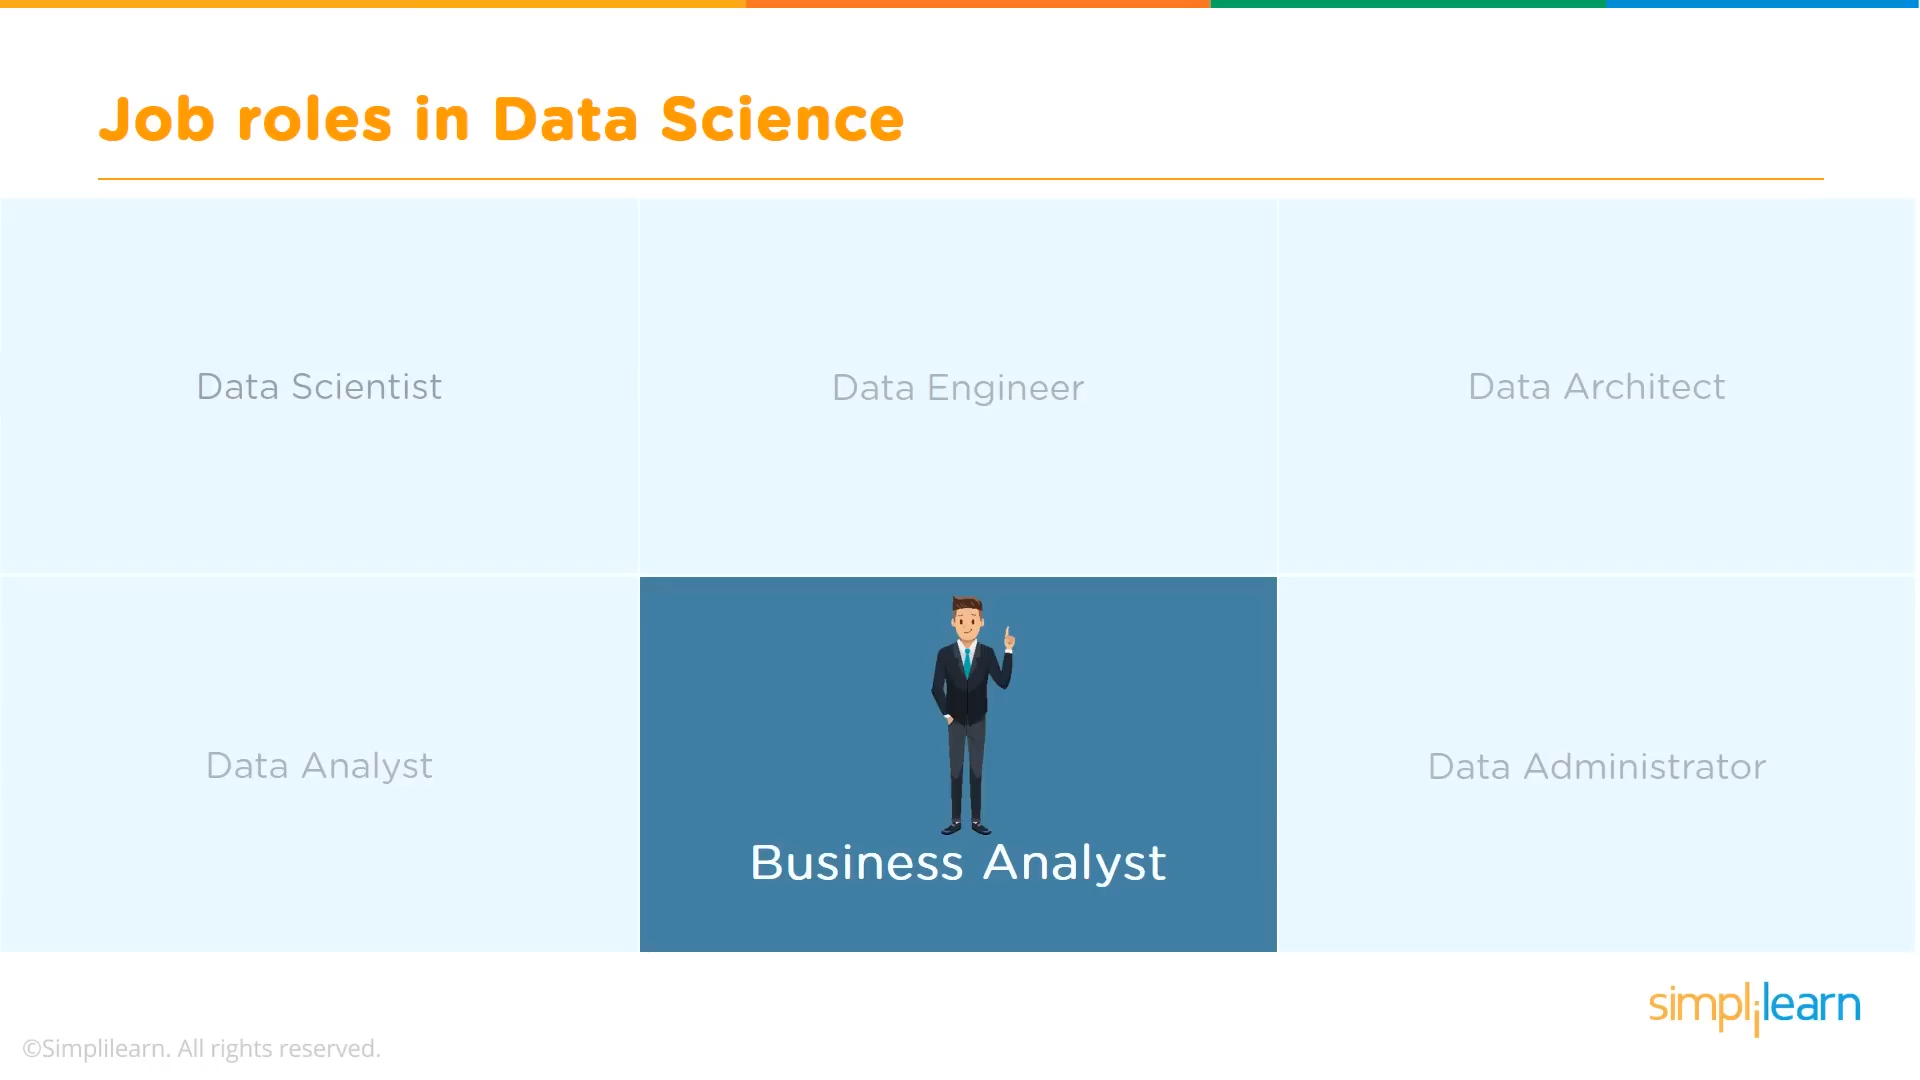 Job roles in Data Science
Data Scientist
Data Engineer
Data Architect
Data Analyst
Business Analyst
Data Administrator
simplilearn
©Simplilearn. All rights reserved.